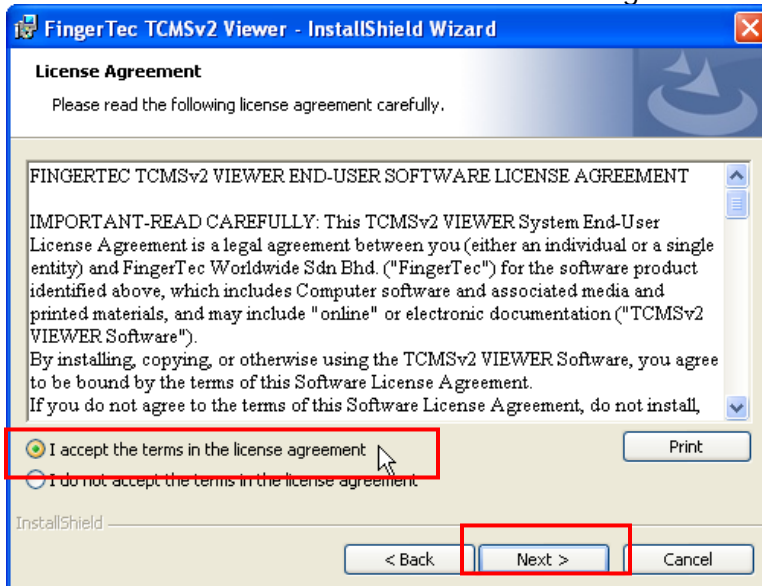 FingerTec TCMSv2 Viewer - InstallShield Wizard
License Agreement
Please read the following license agreement carefully.
FINGERTEC TCMSv2 VIEWER END-USER SOFTWARE LICENSE AGREEMENT
IMPORTANT-READ CAREFULLY: This TCMSv2 VIEWER System End-User
License Agreement is a legal agreement between you (either an individual or a single
entity) and FingerTec Worldwide Sdn Bhd. ("FingerTec") for the software product
identified above, which includes Computer software and associated media and
printed materials, and may include "online" or electronic documentation ("TCMSv2
VIEWER Software").
By installing, copying, or otherwise using the TCMSv2 VIEWER Software, you agree
to be bound by the terms of this Software License Agreement.
If you do not agree to the terms of this Software License Agreement, do not install,
I accept the terms in the license agreement
Print
I do not accept the terms in the license agreement
InstallShield
< Back
Next >
Cancel